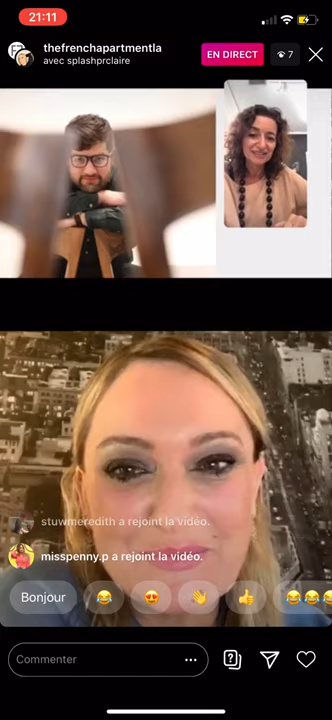 21:11
thefrenchapartmentla
avec splashprclaire
EN DIRECT
7
stuwmeredith a rejoint la vidéo.
misspenny.p a rejoint la vidéo.
Bonjour
Commenter